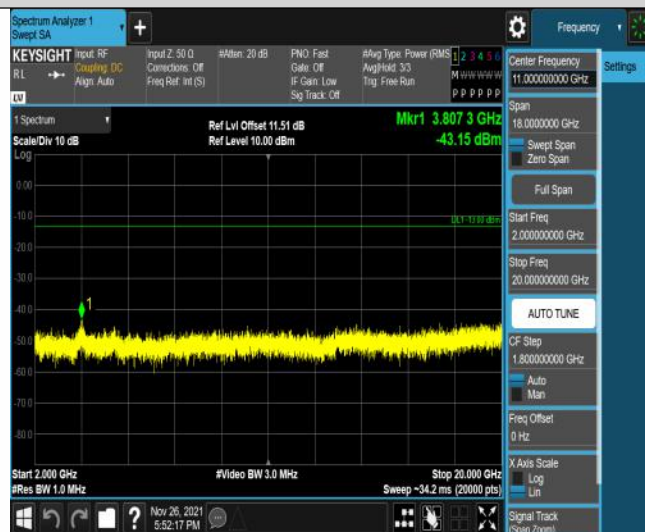 Spectrum Analyzer 1
Swept SA
+
Frequency
KEYSIGHT
RL
LM
Input: RF
Coupling: DC
Align: Auto
Input Z: 50 Ω
Corrections: Off
Freq Ref: Int (S)
#Atten: 20 dB
PNO: Fast
Gate: Off
IF Gain: Low
Sig Track: Off
#Avg Type: Power (RMS
Avg|Hold: 3/3
Trig: Free Run
1 2 3 4 5 6
M W W W W W
P P P P P P
1 Spectrum
Scale/Div 10 dB
Log
Ref Lvl Offset 11.51 dB
Ref Level 10.00 dBm
Mkr1 3.807 3 GHz
-43.15 dBm
0.00
-10.0
DL1 -13.00 dBm
-20.0
-30.0
-40.0
1
-50.0
-60.0
-70.0
-80.0
Start 2.000 GHz
#Res BW 1.0 MHz
#Video BW 3.0 MHz
Stop 20.000 GHz
Sweep ~34.2 ms (20000 pts)
Nov 26, 2021
5:52:17 PM
Center Frequency
11.000000000 GHz
Settings
Span
18.0000000 GHz
Swept Span
Zero Span
Full Span
Start Freq
2.000000000 GHz
Stop Freq
20.000000000 GHz
AUTO TUNE
CF Step
1.800000000 GHz
Auto
Man
Freq Offset
0 Hz
X Axis Scale
Log
Lin
Signal Track
(Span Zoom)